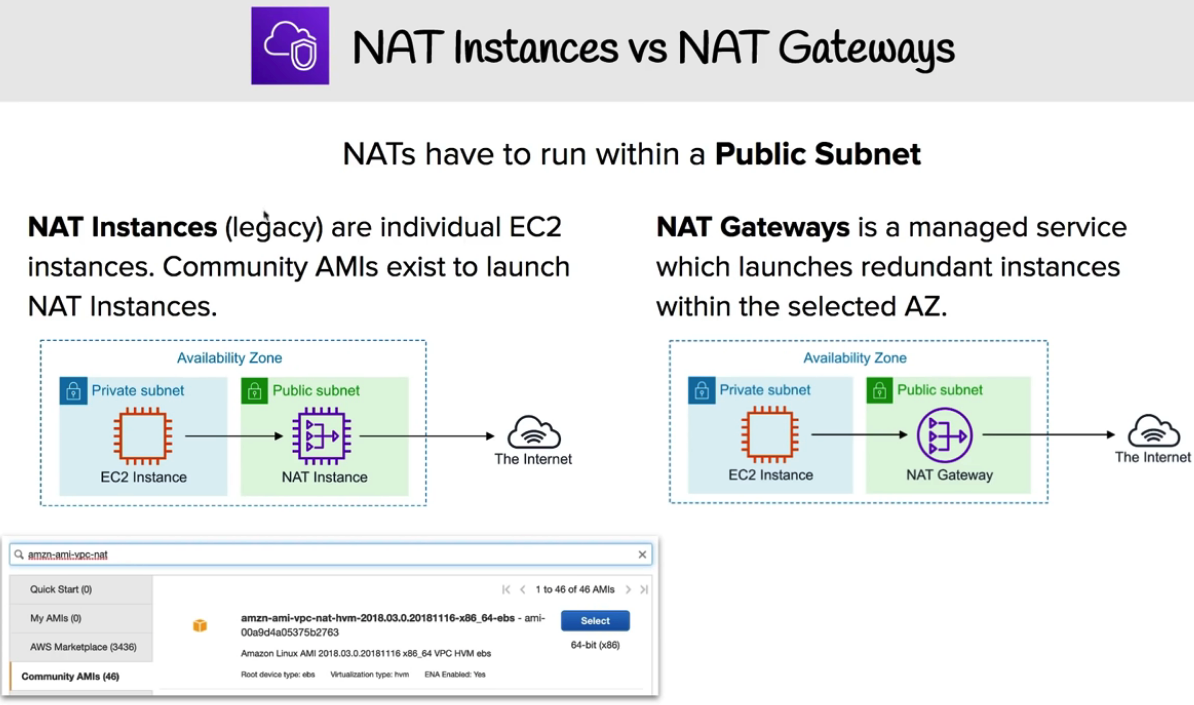 NAT Instances vs NAT Gateways
NATs have to run within a Public Subnet
NAT Instances (legacy) are individual EC2
instances. Community AMIs exist to launch
NAT Instances.
Availability Zone
Private subnet
Public subnet
EC2 Instance
NAT Instance
The Internet
NAT Gateways is a managed service
which launches redundant instances
within the selected AZ.
Availability Zone
Private subnet
Public subnet
EC2 Instance
NAT Gateway
The Internet
amzn-ami-vpc-nat
Quick Start (0)
My AMIs (0)
AWS Marketplace (3436)
Community AMIs (46)
1 to 46 of 46 AMIs
amzn-ami-vpc-nat-hvm-2018.03.0.20181116-x86_64-ebs - ami-
00a9d4a05375b2763
Amazon Linux AMI 2018.03.0.20181116 x86_64 VPC HVM ebs
Root device type: ebs Virtualization type: hvm ENA Enabled: Yes
Select
64-bit (x86)